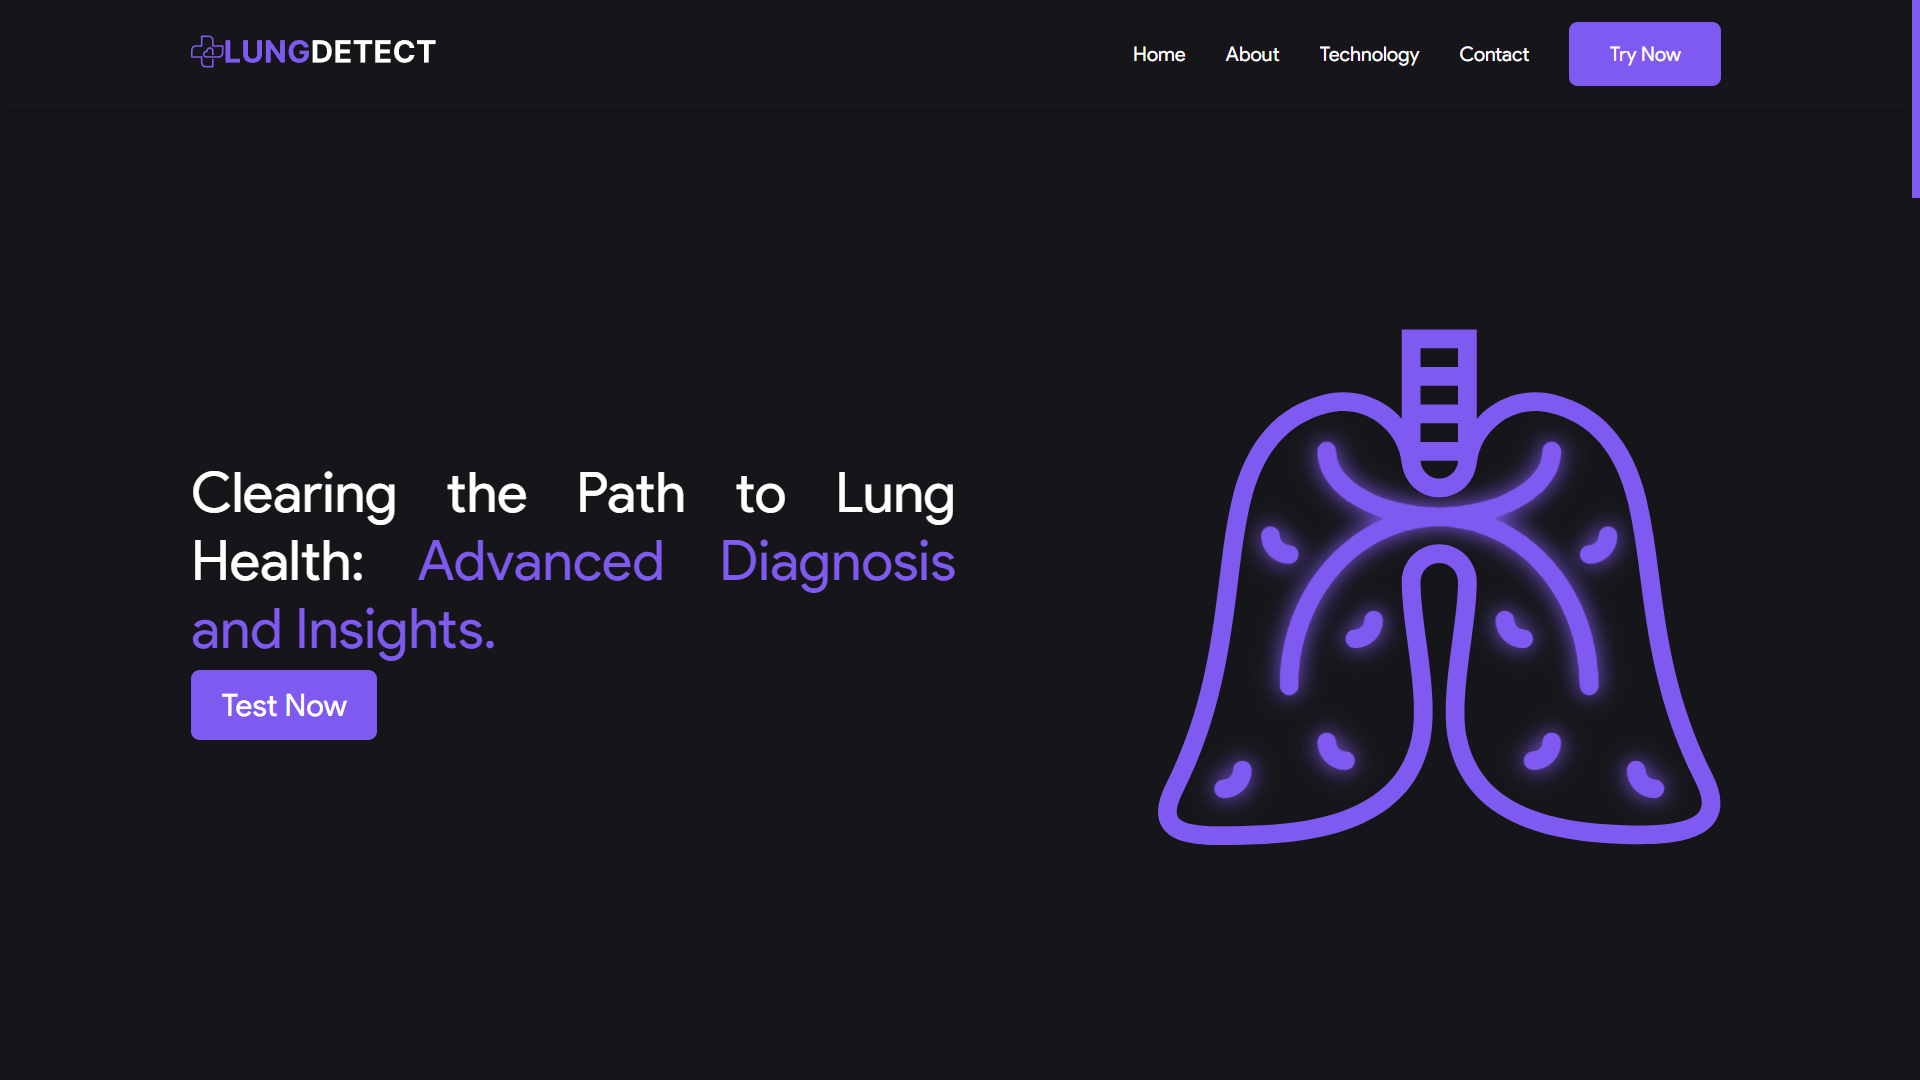 LUNGDETECT
Home
About
Technology
Contact
Try Now
Clearing the Path to Lung
Health: Advanced Diagnosis
and Insights.
Test Now